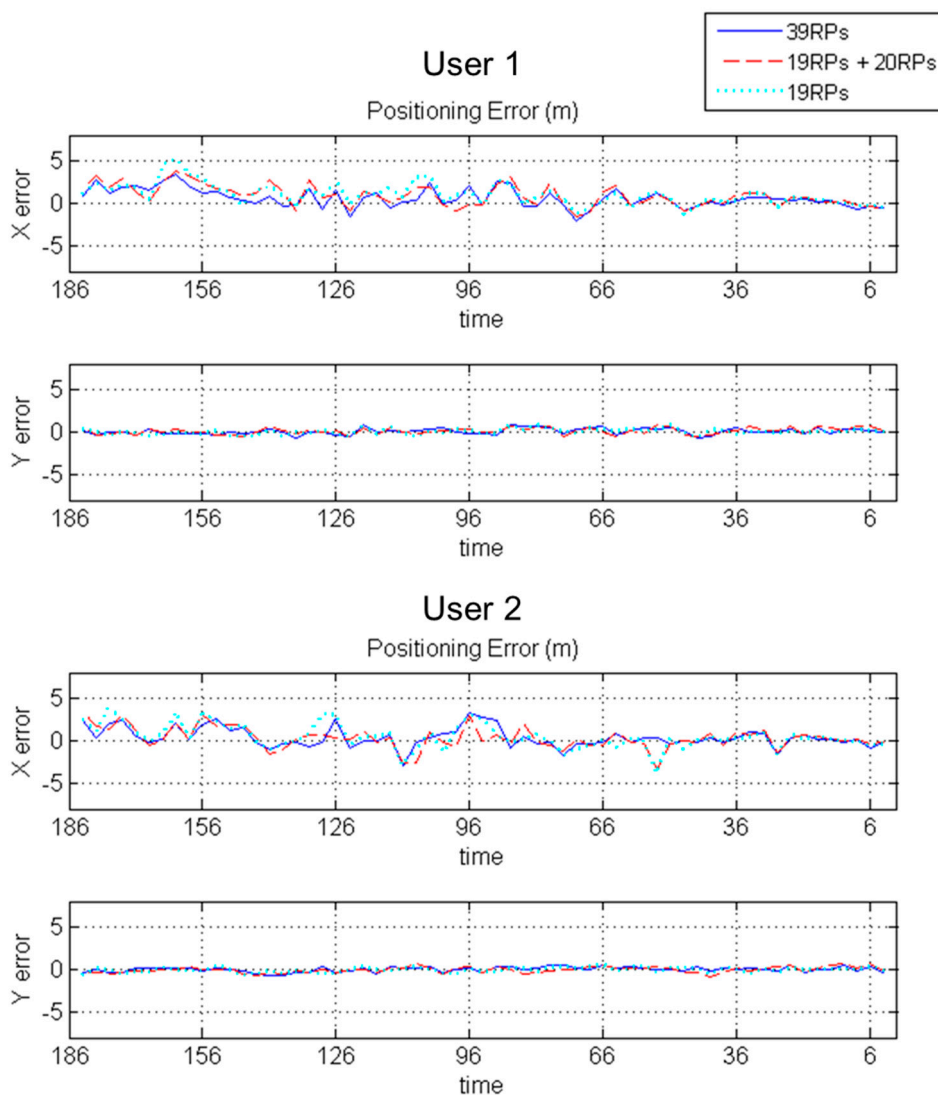 39RPs
19RPs + 20RPs
19RPs
User 1
Positioning Error (m)
X error
5
0
-5
186 156 126 96 66 36 6
time
Y error
5
0
-5
186 156 126 96 66 36 6
time
User 2
Positioning Error (m)
X error
5
0
-5
186 156 126 96 66 36 6
time
Y error
5
0
-5
186 156 126 96 66 36 6
time